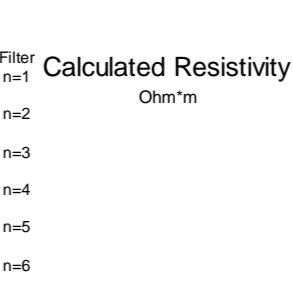 Filter
n=1
Calculated Resistivity
Ohm*m
n=2
n=3
n=4
n=5
n=6